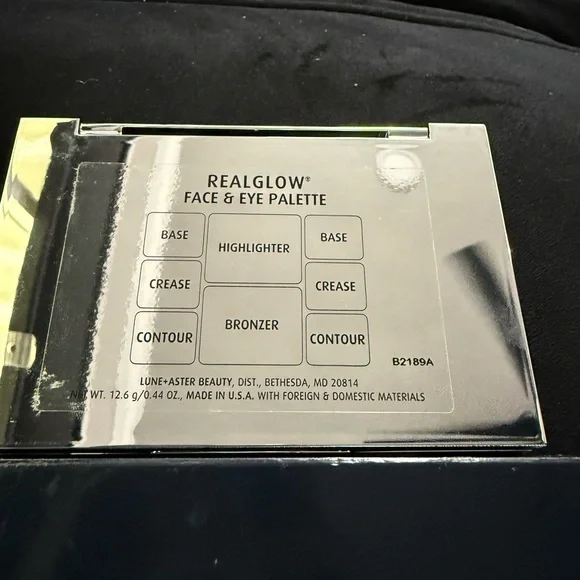 REALGLOW®
FACE & EYE PALETTE
BASE
HIGHLIGHTER
BASE
CREASE
CREASE
BRONZER
CONTOUR
CONTOUR
B2189A
LUNE+ASTER BEAUTY, DIST., BETHESDA, MD 20814
NET WT. 12.6 g/0.44 OZ., MADE IN U.S.A. WITH FOREIGN & DOMESTIC MATERIALS